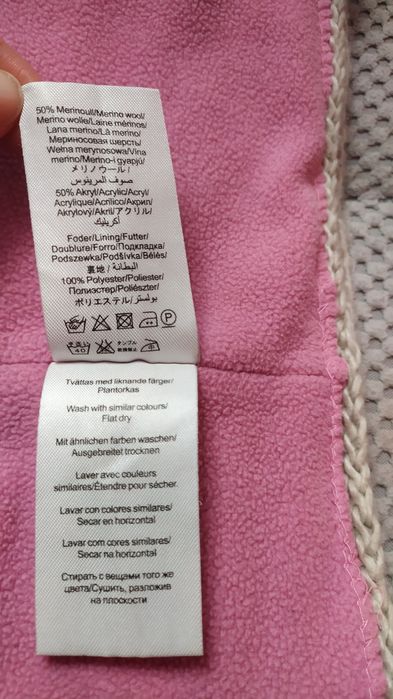 50% Merinoull/Merino wool/
Merino wolle/Laine mérinos/
Lana merino/Lã merino/
Мериносовая шерсть/
Wełna merynosowa/Vlna
merino/Merino-i gyapjú/
メリノウール/
صوف المرينوس
50% Akryl/Acrylic/Acryl/
Acrylique/Acrílico/Акрил/
Akrylový/Akril/アクリル/
أكريليك
Foder/Lining/Futter/
Doublure/Forro/Подкладка/
Podszewka/Podšívka/Bélés/
裏地/البطانة/
100% Polyester/Poliester/
Полиэстер/Poliészter/
ポリエステル/بوليستر
P
40
Tvättas med liknande färger/
Plantorkas
Wash with similar colours/
Flat dry
Mit ähnlichen farben waschen/
Ausgebreitet trocknen
Laver avec couleurs
similaires/Étendre pour sécher
Lavar con colores similares/
Secar en horizontal
Lavar com cores similares/
Secar na horizontal
Стирать с вещами того же
цвета/Сушить, разложив
на плоскости